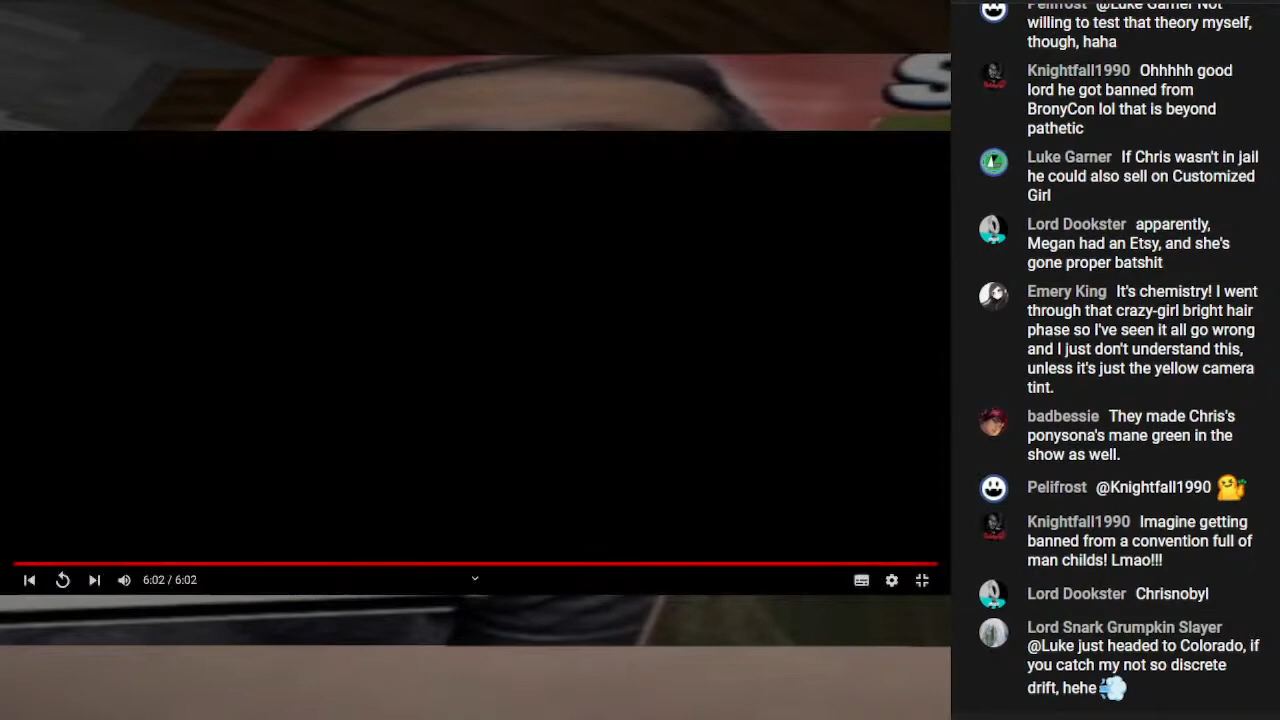 S
Pelifrost @Luke Garner Not
willing to test that theory myself,
though, haha
Knightfall1990 Ohhhhh good
lord he got banned from
BronyCon lol that is beyond
pathetic
Luke Garner If Chris wasn't in jail
he could also sell on Customized
Girl
Lord Dookster apparently,
Megan had an Etsy, and she's
gone proper batshit
Emery King It's chemistry! I went
through that crazy-girl bright hair
phase so I've seen it all go wrong
and I just don't understand this,
unless it's just the yellow camera
tint.
badbessie They made Chris's
ponysona's mane green in the
show as well.
Pelifrost @Knightfall1990
Knightfall1990 Imagine getting
banned from a convention full of
man childs! Lmao!!!
Lord Dookster Chrisnobyl
Lord Snark Grumpkin Slayer
@Luke just headed to Colorado, if
you catch my not so discrete
drift, hehe
6:02 / 6:02